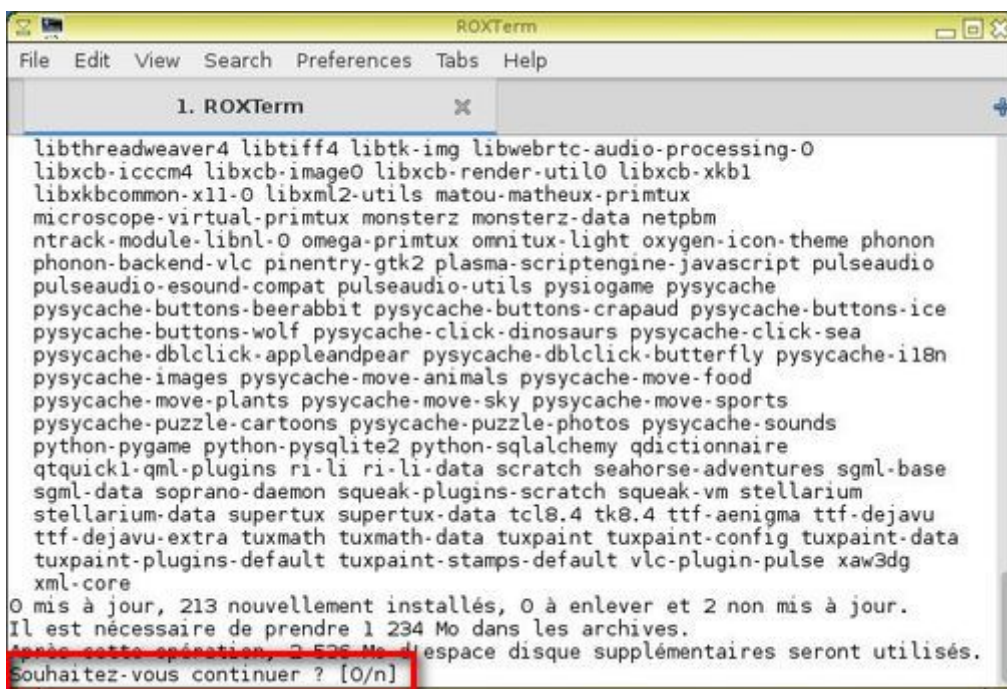 ROXTerm
File Edit View Search Preferences Tabs Help
1. ROXTerm
libthreadweaver4 libtiff4 libtk-img libwebrtc-audio-processing-0
libxcb-icccm4 libxcb-image0 libxcb-render-util0 libxcb-xkb1
libxkbcommon-x11-0 libxml2-utils matou-matheux-primtux
microscope-virtual-primtux monsterz monsterz-data netpbm
ntrack-module-libnl-0 omega-primtux omnitux-light oxygen-icon-theme phonon
phonon-backend-vlc pinentry-gtk2 plasma-scriptengine-javascript pulseaudio
pulseaudio-esound-compat pulseaudio-utils pysiogame pysycache
pysycache-buttons-beerabbit pysycache-buttons-crapaud pysycache-buttons-ice
pysycache-buttons-wolf pysycache-click-dinosaurs pysycache-click-sea
pysycache-dblclick-appleandpear pysycache-dblclick-butterfly pysycache-i18n
pysycache-images pysycache-move-animals pysycache-move-food
pysycache-move-plants pysycache-move-sky pysycache-move-sports
pysycache-puzzle-cartoons pysycache-puzzle-photos pysycache-sounds
python-pygame python-pysqlite2 python-sqlalchemy qdictionnaire
qtquick1-qml-plugins ri-li ri-li-data scratch seahorse-adventures sgml-base
sgml-data soprano-daemon squeak-plugins-scratch squeak-vm stellarium
stellarium-data supertux supertux-data tcl8.4 tk8.4 ttf-aenigma ttf-dejavu
ttf-dejavu-extra tuxmath tuxmath-data tuxpaint tuxpaint-config tuxpaint-data
tuxpaint-plugins-default tuxpaint-stamps-default vlc-plugin-pulse xaw3dg
xml-core
0 mis à jour, 213 nouvellement installés, 0 à enlever et 2 non mis à jour.
Il est nécessaire de prendre 1 234 Mo dans les archives.
Après cette opération, 2 536 Mo d'espace disque supplémentaires seront utilisés.
Souhaitez-vous continuer ? [O/n]